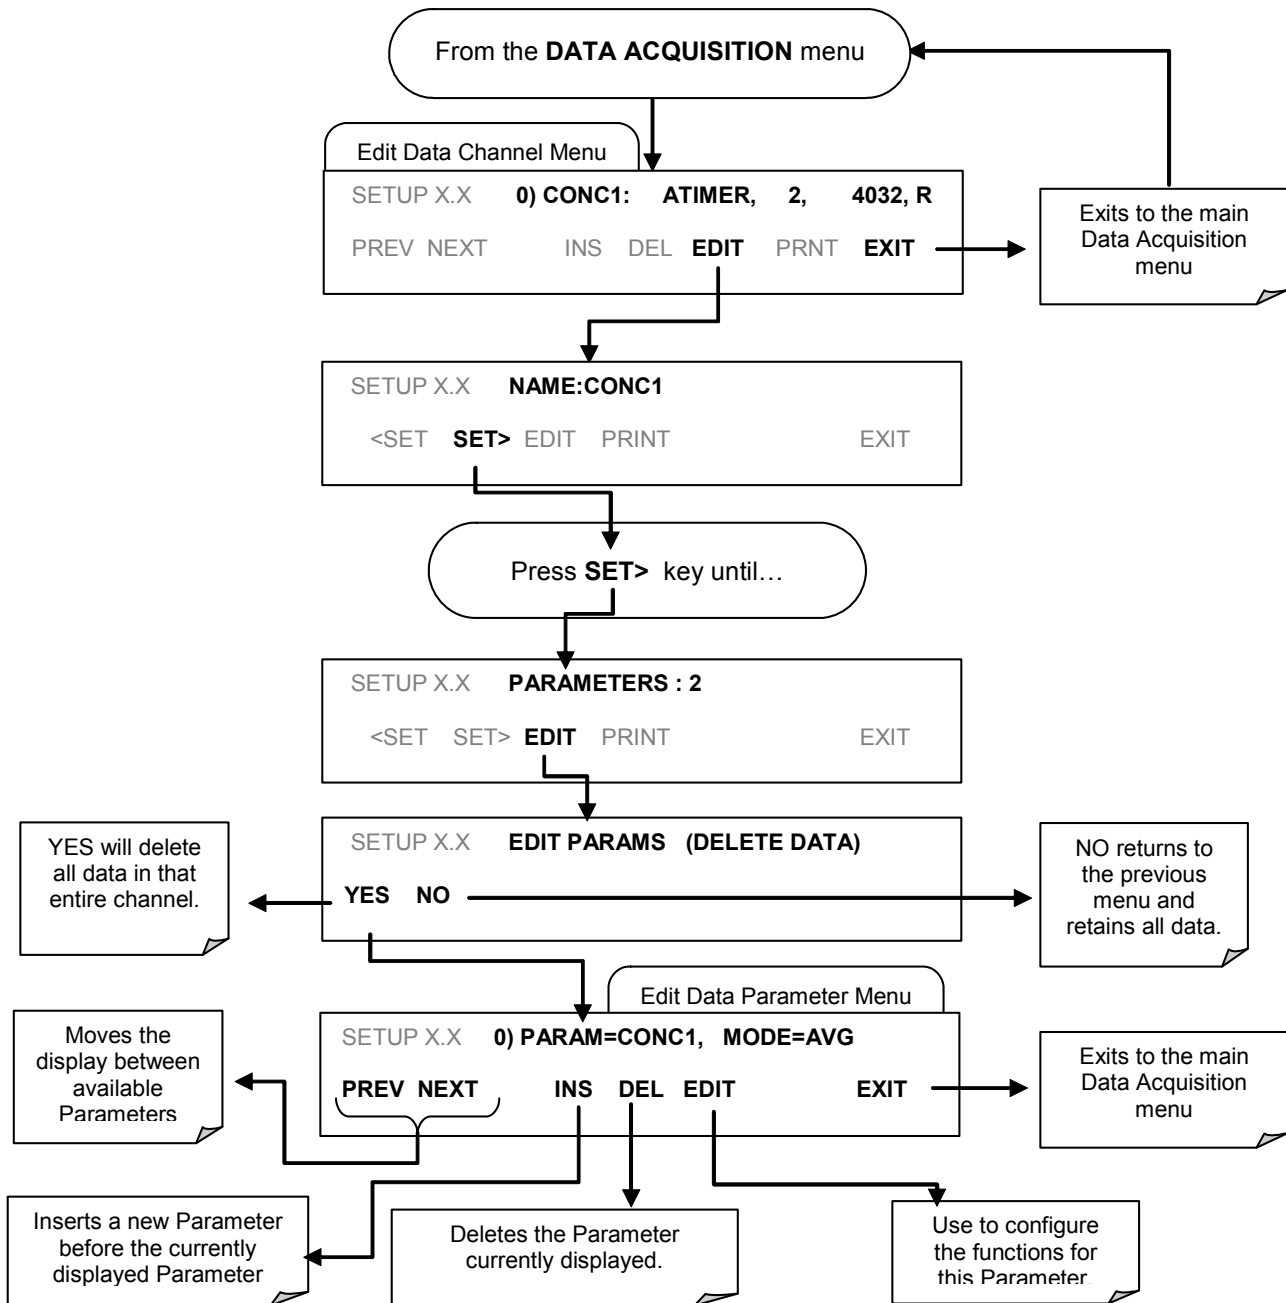 From the DATA ACQUISITION menu
Edit Data Channel Menu
SETUP X.X 0) CONC1: ATIMER, 2, 4032, R
PREV NEXT INS DEL EDIT PRNT EXIT
Exits to the main
Data Acquisition
menu
SETUP X.X NAME:CONC1
<SET SET> EDIT PRINT EXIT
Press SET> key until…
SETUP X.X PARAMETERS : 2
<SET SET> EDIT PRINT EXIT
YES will delete
all data in that
entire channel.
SETUP X.X EDIT PARAMS (DELETE DATA)
YES NO
NO returns to
the previous
menu and
retains all data.
Edit Data Parameter Menu
Moves the
display between
available
Parameters
SETUP X.X 0) PARAM=CONC1, MODE=AVG
PREV NEXT INS DEL EDIT EXIT
Exits to the main
Data Acquisition
menu
Inserts a new Parameter
before the currently
displayed Parameter
Deletes the Parameter
currently displayed.
Use to configure
the functions for
this Parameter.